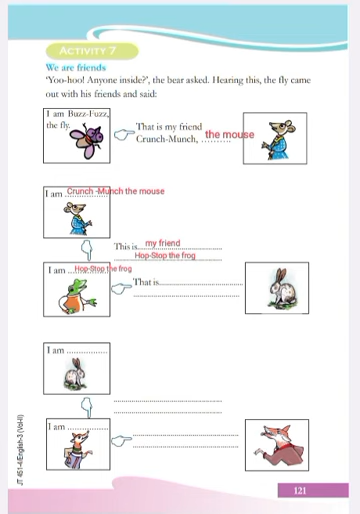 ACTIVITY 7
We are friends
'Yoo-hoo! Anyone inside?', the bear asked. Hearing this, the fly came
out with his friends and said:
I am Buzz-Fuzz,
the fly.
That is my friend
Crunch-Munch, .......... the mouse
I am Crunch -Munch the mouse
This is my friend
Hop-Stop the frog
I am ...Hop-Stop the frog
That is..............................
..............................
I am ................
..............................
..............................
I am ................
..............................
..............................
JT 451-4/English-3 (Vol-II)
121